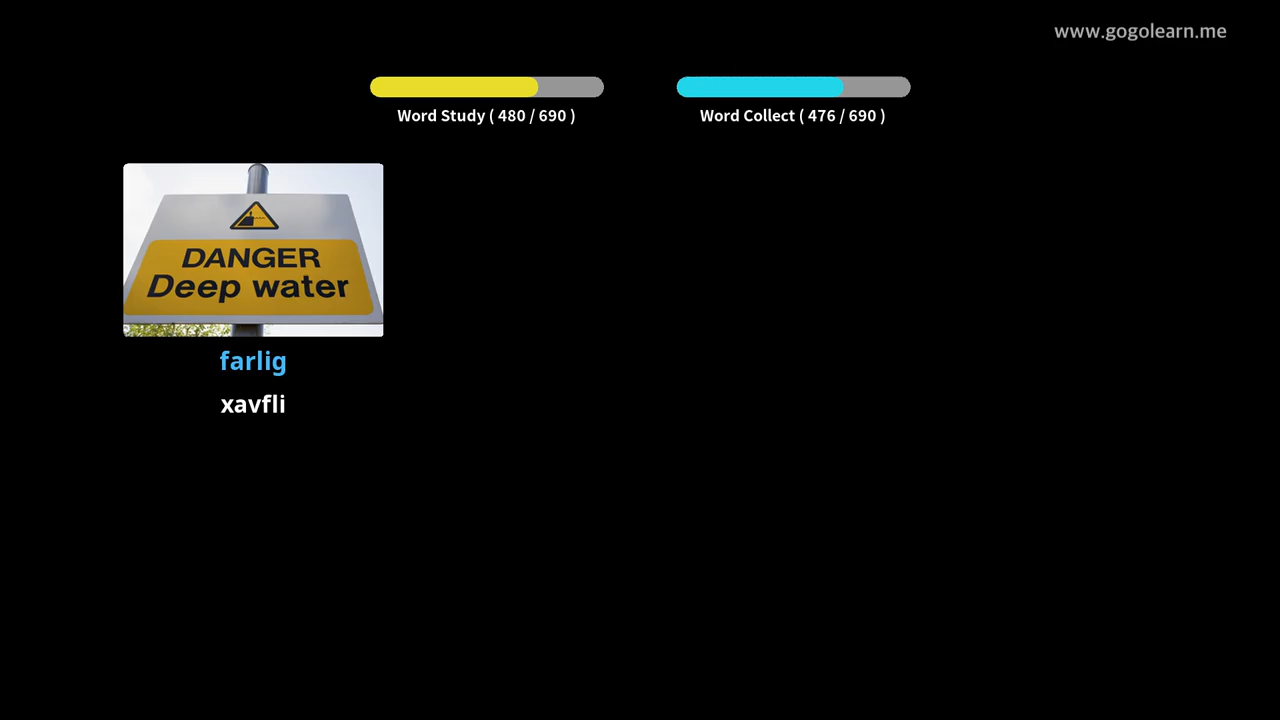 www.gogolearn.me
Word Study ( 480 / 690 )
Word Collect ( 476 / 690 )
DANGER
Deep water
farlig
xavfli